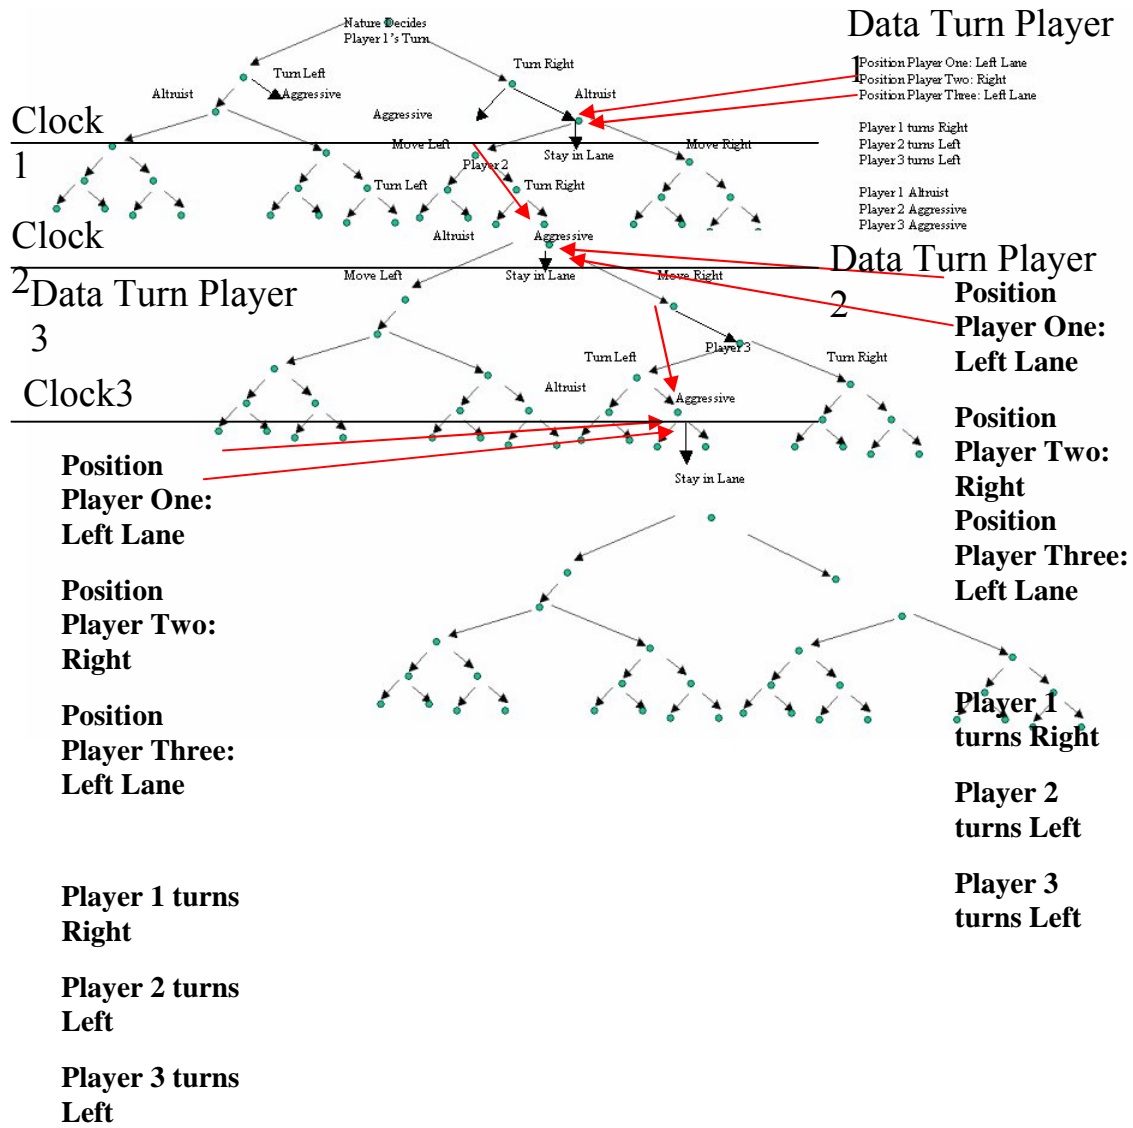 Nature Decides
Player 1's Turn
Data Turn Player
1
Position Player One: Left Lane
Position Player Two: Right
Position Player Three: Left Lane
Player 1 turns Right
Player 2 turns Left
Player 3 turns Left
Player 1 Altruist
Player 2 Aggressive
Player 3 Aggressive
Turn Left
Turn Right
Altruist
Aggressive
Aggressive
Altruist
Clock
1
Move Left
Stay in Lane
Move Right
Player 2
Turn Left
Turn Right
Clock
2
Altruist
Aggressive
Move Left
Stay in Lane
Move Right
Data Turn Player
2
Data Turn Player
3
Player 3
Turn Left
Turn Right
Clock3
Altruist
Aggressive
Stay in Lane
Position
Player One:
Left Lane
Position
Player Two:
Right
Position
Player Three:
Left Lane
Player 1
turns Right
Player 2
turns Left
Player 3
turns Left
Position
Player One:
Left Lane
Position
Player Two:
Right
Position
Player Three:
Left Lane
Player 1 turns
Right
Player 2 turns
Left
Player 3 turns
Left